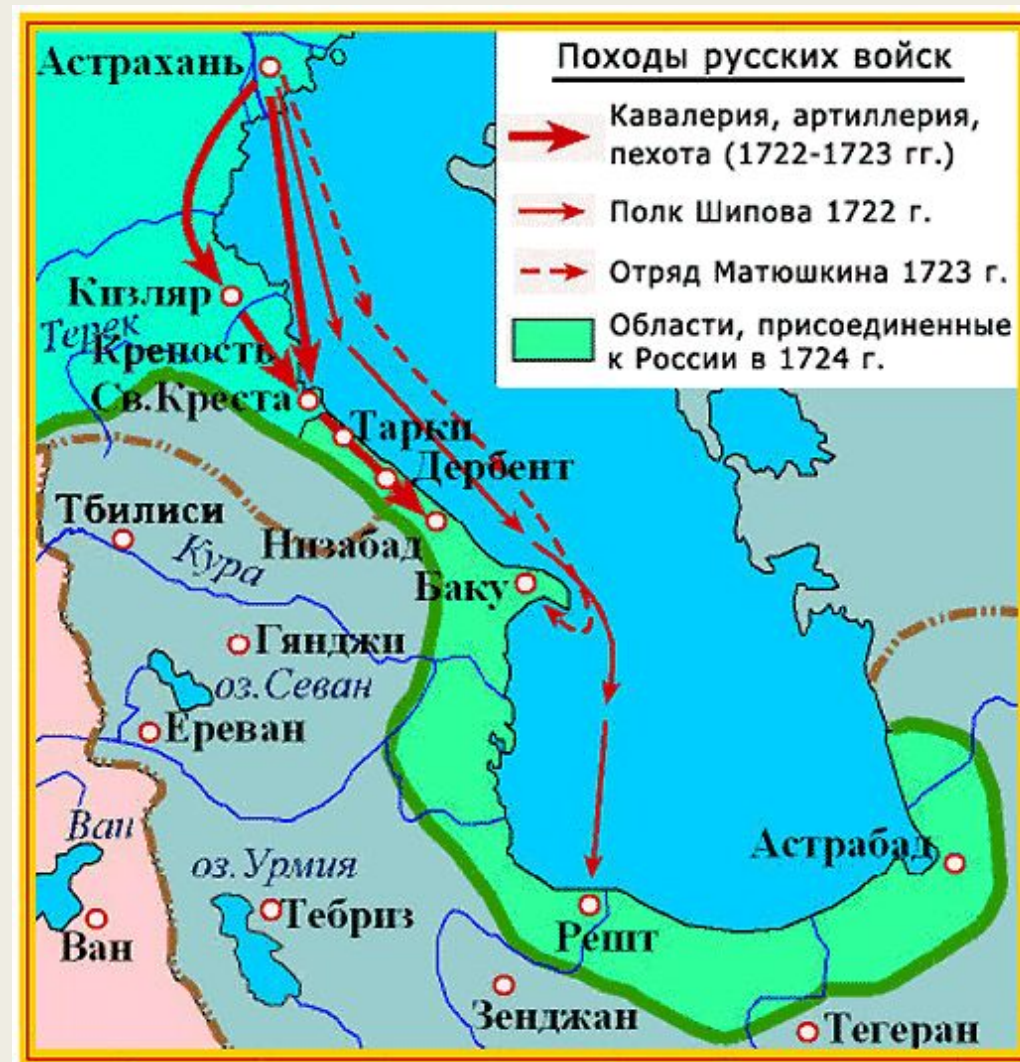 Астрахань
Походы русских войск
Кавалерия, артиллерия,
пехота (1722-1723 гг.)
Полк Шипова 1722 г.
Отряд Матюшкина 1723 г.
Области, присоединенные
к России в 1724 г.
Кизляр
Терек
Крепость
Св.Креста
Тарки
Дербент
Тбилиси
Низабад
Кура
Баку
Гянджи
оз.Севан
Ереван
Ван
оз.Урмия
Астрабад
Тебриз
Ван
Решт
Зенджан
Тегеран